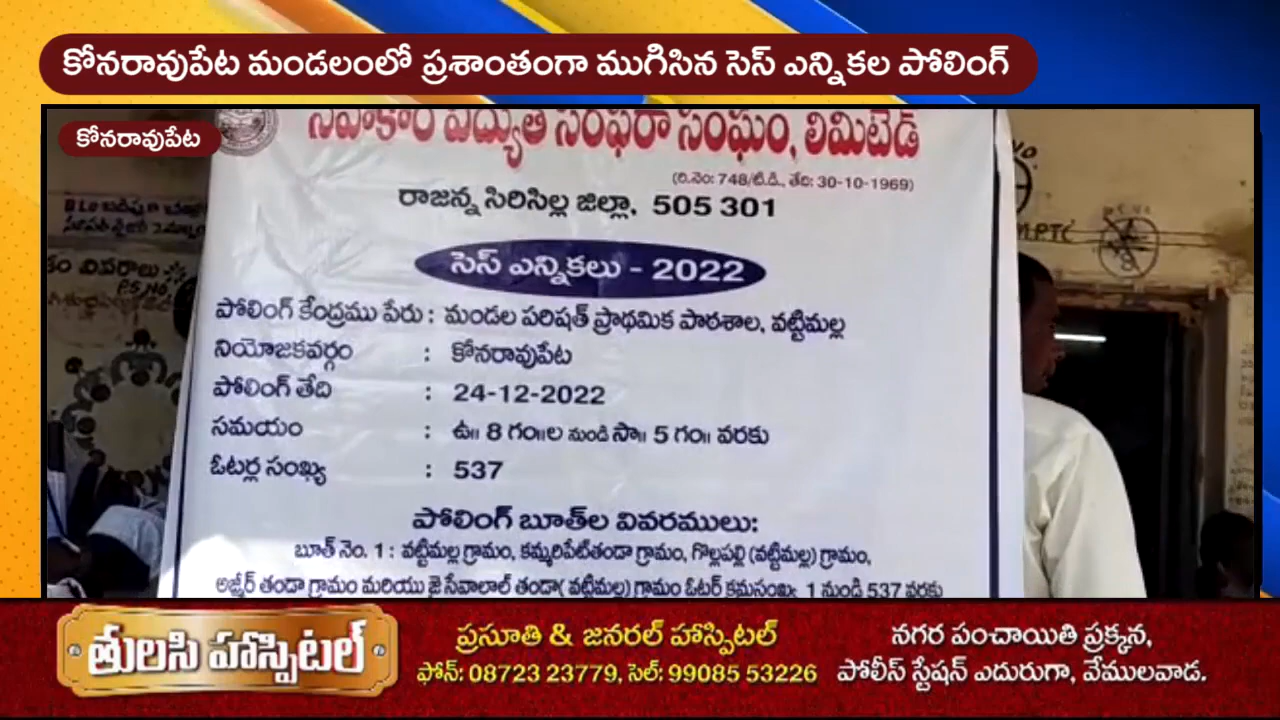 కోనరావుపేట మండలంలో ప్రశాంతంగా ముగిసిన సెస్ ఎన్నికల పోలింగ్
కోనరావుపేట
సహకార విద్యుత్ సంఘం, లిమిటెడ్
(రి.నెం: 748/టి.డి., తేది: 30-10-1969)
రాజన్న సిరిసిల్ల జిల్లా, 505 301
సెస్ ఎన్నికలు - 2022
పోలింగ్ కేంద్రము పేరు : మండల పరిషత్ ప్రాథమిక పాఠశాల, వట్టిమల్ల
నియోజకవర్గం : కోనరావుపేట
పోలింగ్ తేది : 24-12-2022
సమయం : ఉ॥ 8 గం॥ల నుండి సా॥ 5 గం॥ వరకు
ఓటర్ల సంఖ్య : 537
పోలింగ్ బూత్‌ల వివరములు:
బూత్ నెం. 1 : వట్టిమల్ల గ్రామం, కమ్మరిపేట్‌తండా గ్రామం, గొల్లపల్లి (వట్టిమల్ల) గ్రామం,
అజ్మీర్ తండా గ్రామం మరియు జై సేవాలాల్ తండా( వట్టిమల్ల) గ్రామం ఓటర్ క్రమసంఖ్య 1 నుండి 537 వరకు
M.P.T.C
తులసి హాస్పిటల్
ప్రసూతి & జనరల్ హాస్పిటల్
ఫోన్: 08723 23779, సెల్: 99085 53226
నగర పంచాయితి ప్రక్కన,
పోలీస్ స్టేషన్ ఎదురుగా, వేములవాడ.